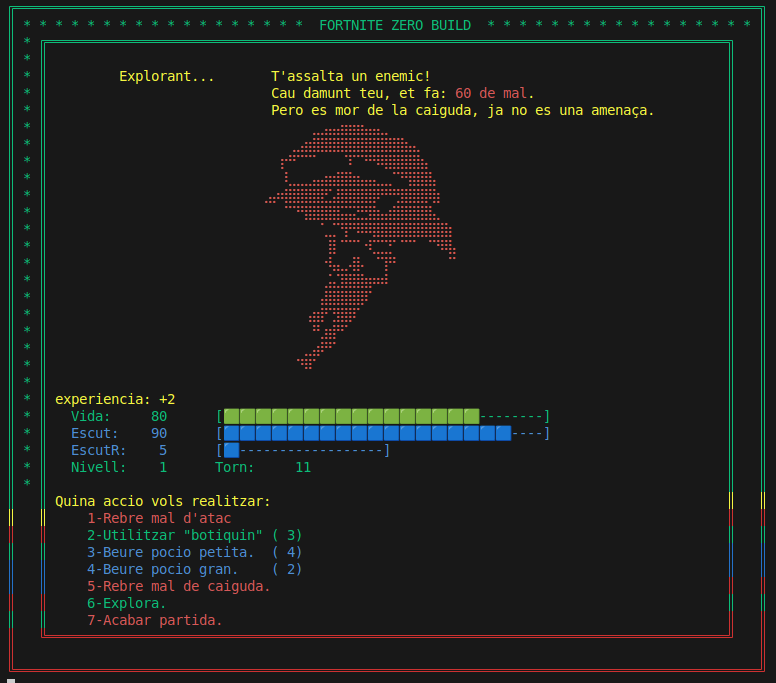 * * * * * * * * * * * * * * * * * * FORTNITE ZERO BUILD * * * * * * * * * * * * * * * * *
Explorant... T'assalta un enemic!
Cau damunt teu, et fa: 60 de mal.
Pero es mor de la caiguda, ja no es una amenaça.
experiencia: +2
Vida: 80 [--------]
Escut: 90 [----]
EscutR: 5 [------------------]
Nivell: 1 Torn: 11
Quina accio vols realitzar:
1-Rebre mal d'atac
2-Utilitzar "botiquin" ( 3)
3-Beure pocio petita. ( 4)
4-Beure pocio gran. ( 2)
5-Rebre mal de caiguda.
6-Explora.
7-Acabar partida.